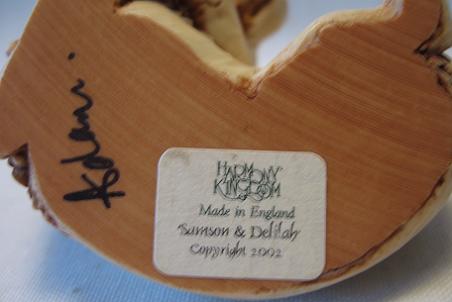 HARMONY
KINGDOM
Made in England
Samson & Delilah
Copyright 2002